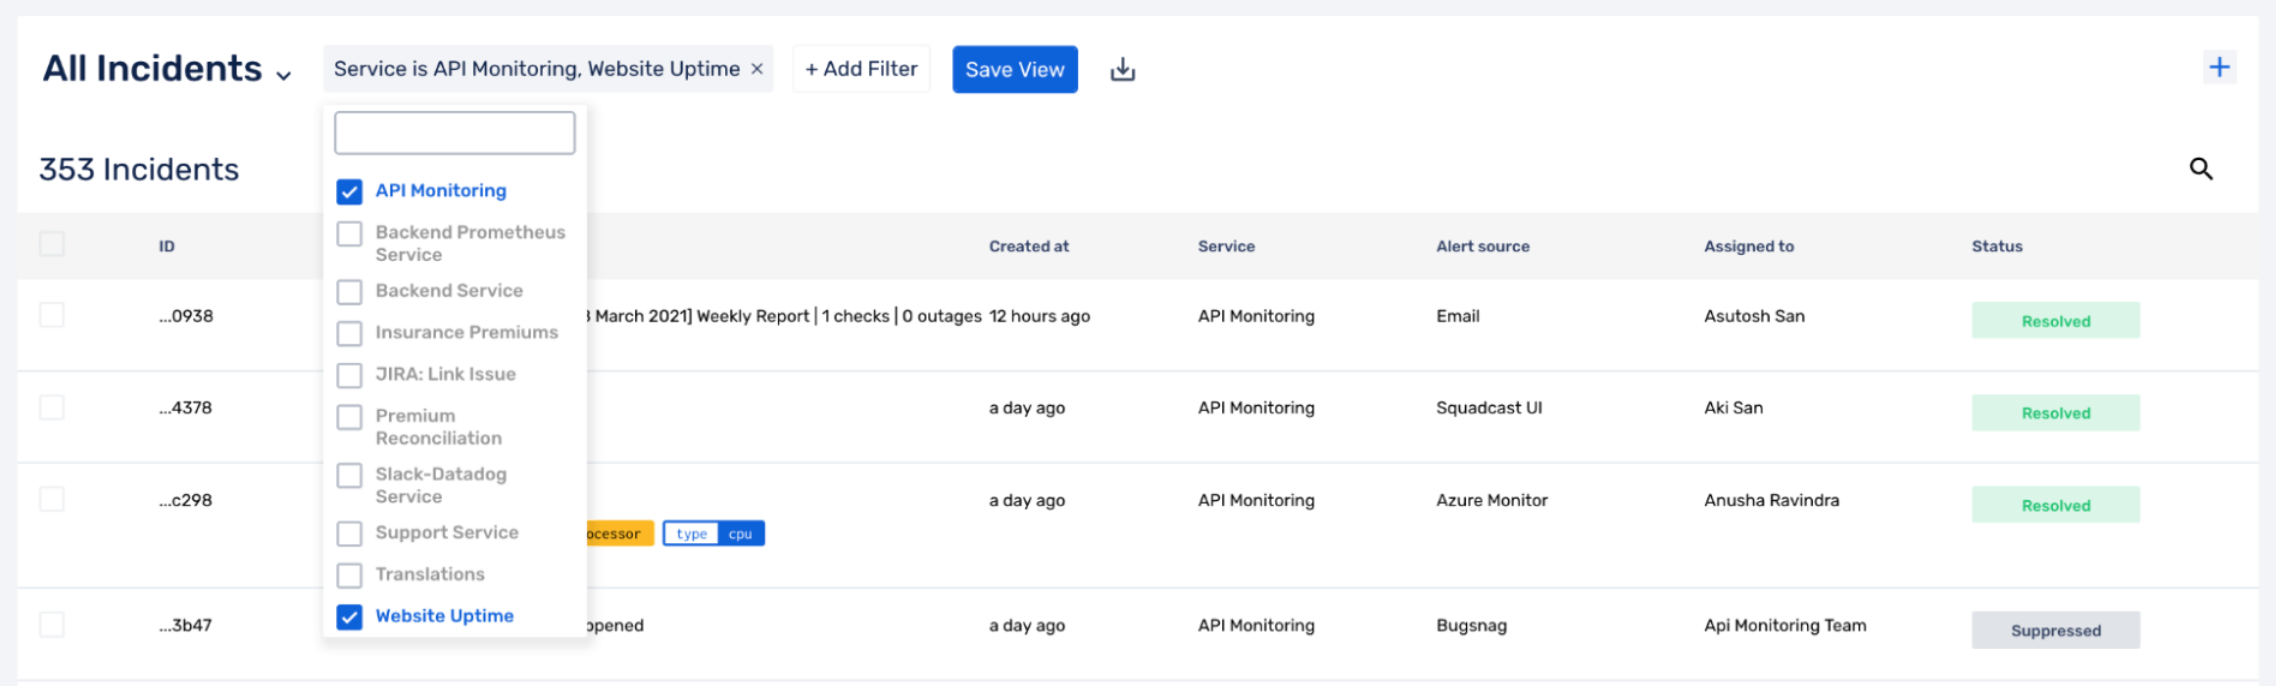 All Incidents
Service is API Monitoring, Website Uptime ×
+ Add Filter
Save View
353 Incidents
API Monitoring
Backend Prometheus
Service
Backend Service
Insurance Premiums
JIRA: Link Issue
Premium
Reconciliation
Slack-Datadog
Service
Support Service
Translations
Website Uptime
ID Created at Service Alert source Assigned to Status
...0938 March 2021] Weekly Report | 1 checks | 0 outages 12 hours ago API Monitoring Email Asutosh San Resolved
...4378 a day ago API Monitoring Squadcast UI Aki San Resolved
...c298 a day ago API Monitoring Azure Monitor Anusha Ravindra Resolved
ocessor type cpu
...3b47 opened a day ago API Monitoring Bugsnag Api Monitoring Team Suppressed